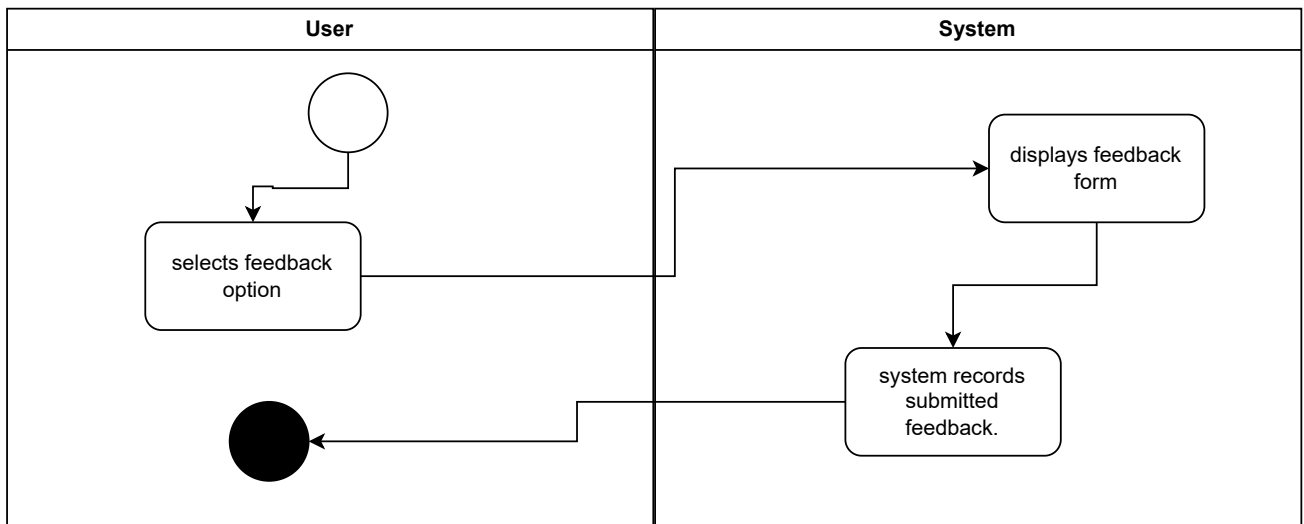 User
System
displays feedback
form
selects feedback
option
system records
submitted
feedback.